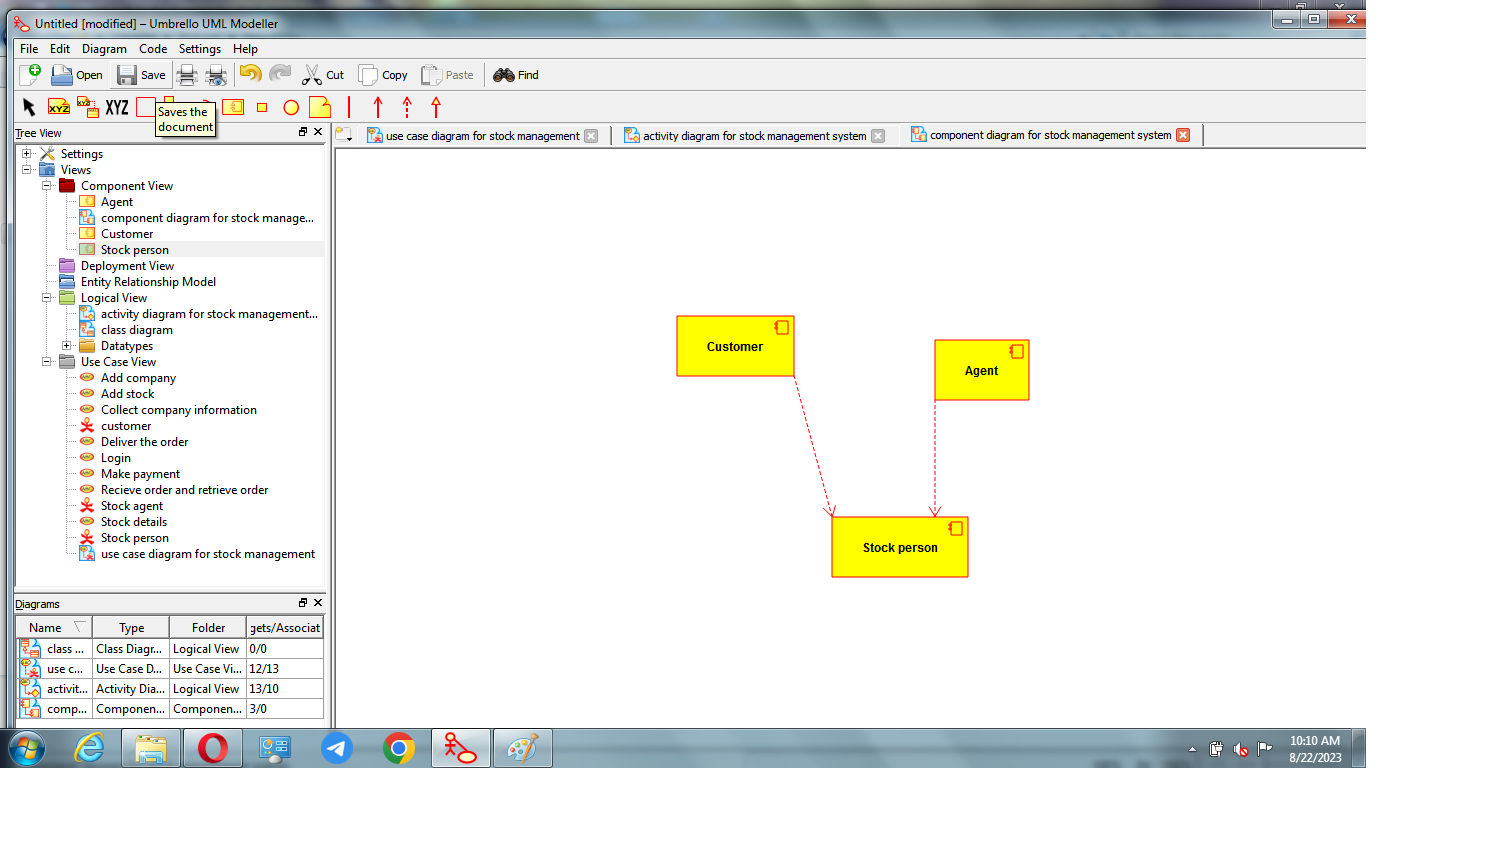 Untitled [modified] – Umbrello UML Modeller
File Edit Diagram Code Settings Help
Open Save Cut Copy Paste Find
XYZ XYZ XYZ
Saves the
document
Tree View
use case diagram for stock management
activity diagram for stock management system
component diagram for stock management system
Settings
Views
Component View
Agent
component diagram for stock manage...
Customer
Stock person
Deployment View
Entity Relationship Model
Logical View
activity diagram for stock management...
class diagram
Datatypes
Use Case View
Add company
Add stock
Collect company information
customer
Deliver the order
Login
Make payment
Recieve order and retrieve order
Stock agent
Stock details
Stock person
use case diagram for stock management
Customer
Agent
Stock person
Diagrams
Name Type Folder gets/Associat
class ... Class Diagr... Logical View 0/0
use c... Use Case D... Use Case Vi... 12/13
activit... Activity Dia... Logical View 13/10
comp... Componen... Componen... 3/0
10:10 AM
8/22/2023